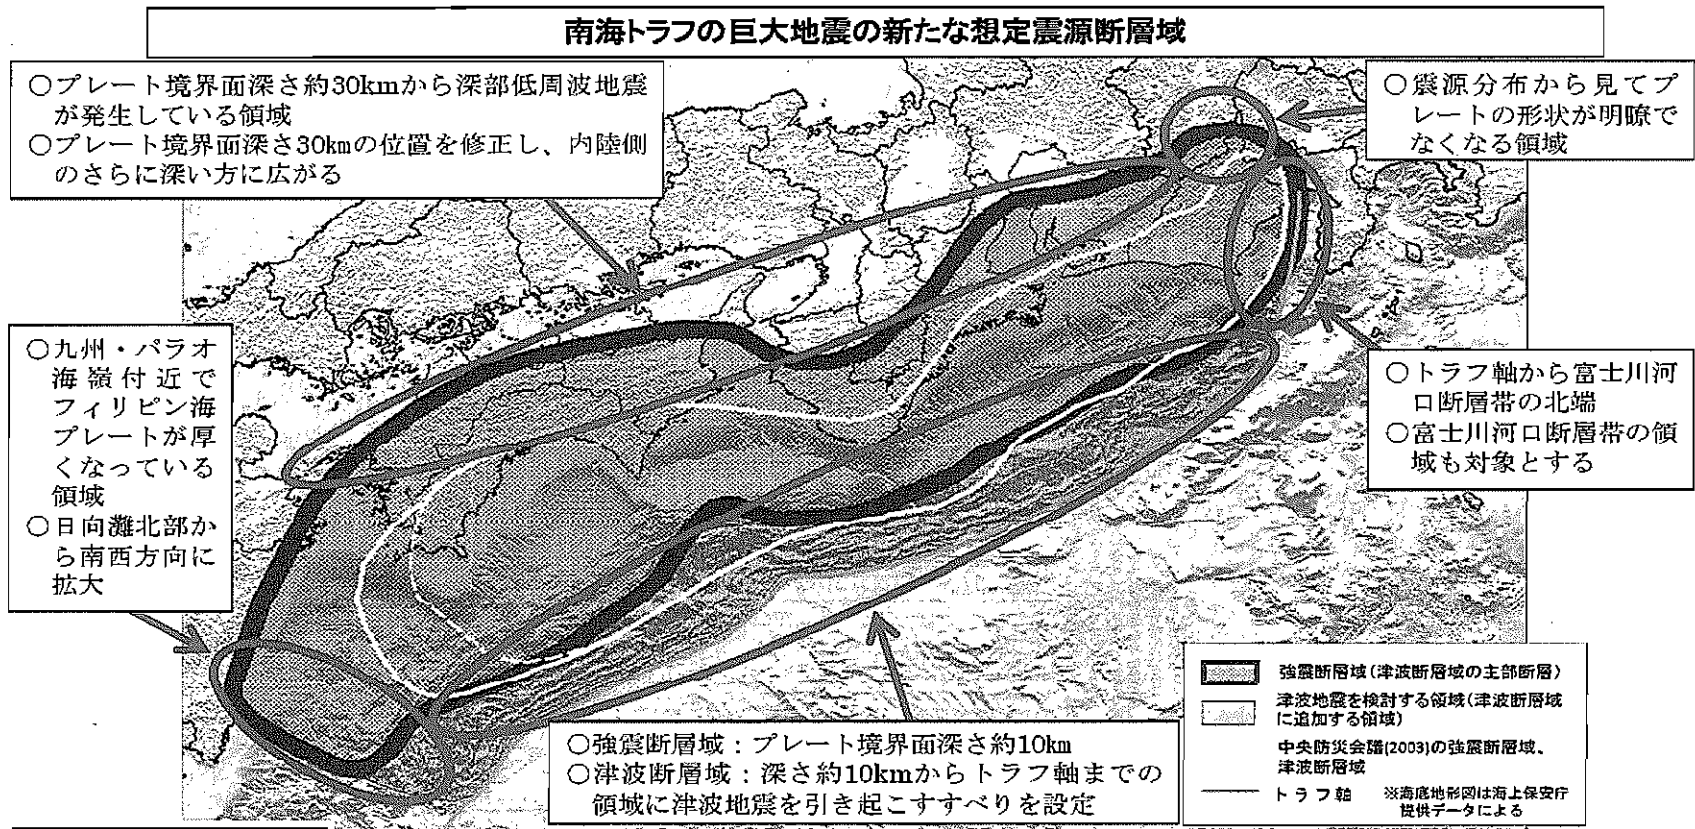 南海トラフの巨大地震の新たな想定震源断層域
○プレート境界面深さ約30kmから深部低周波地震
が発生している領域
○プレート境界面深さ30kmの位置を修正し、内陸側
のさらに深い方に広がる
○震源分布から見てプ
レートの形状が明瞭で
なくなる領域
○九州・パラオ
海嶺付近で
フィリピン海
プレートが厚
くなっている
領域
○日向灘北部か
ら南西方向に
拡大
○トラフ軸から富士川河
口断層帯の北端
○富士川河口断層帯の領
域も対象とする
○強震断層域：プレート境界面深さ約10km
○津波断層域：深さ約10kmからトラフ軸までの
領域に津波地震を引き起こすすべりを設定
強震断層域(津波断層域の主部断層)
津波地震を検討する領域(津波断層域
に追加する領域)
中央防災会議(2003)の強震断層域、
津波断層域
トラフ軸 ※海底地形図は海上保安庁
提供データによる